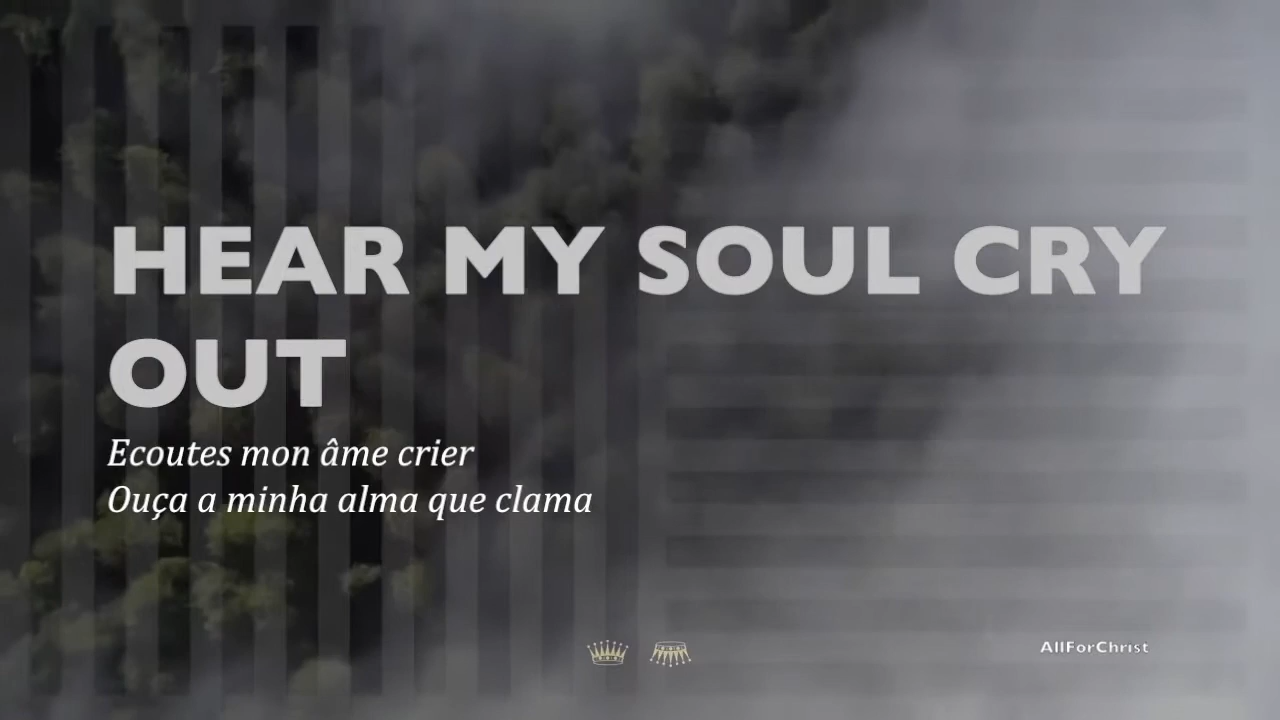 HEAR MY SOUL CRY
OUT
Ecoutes mon âme crier
Ouça a minha alma que clama
AllForChrist